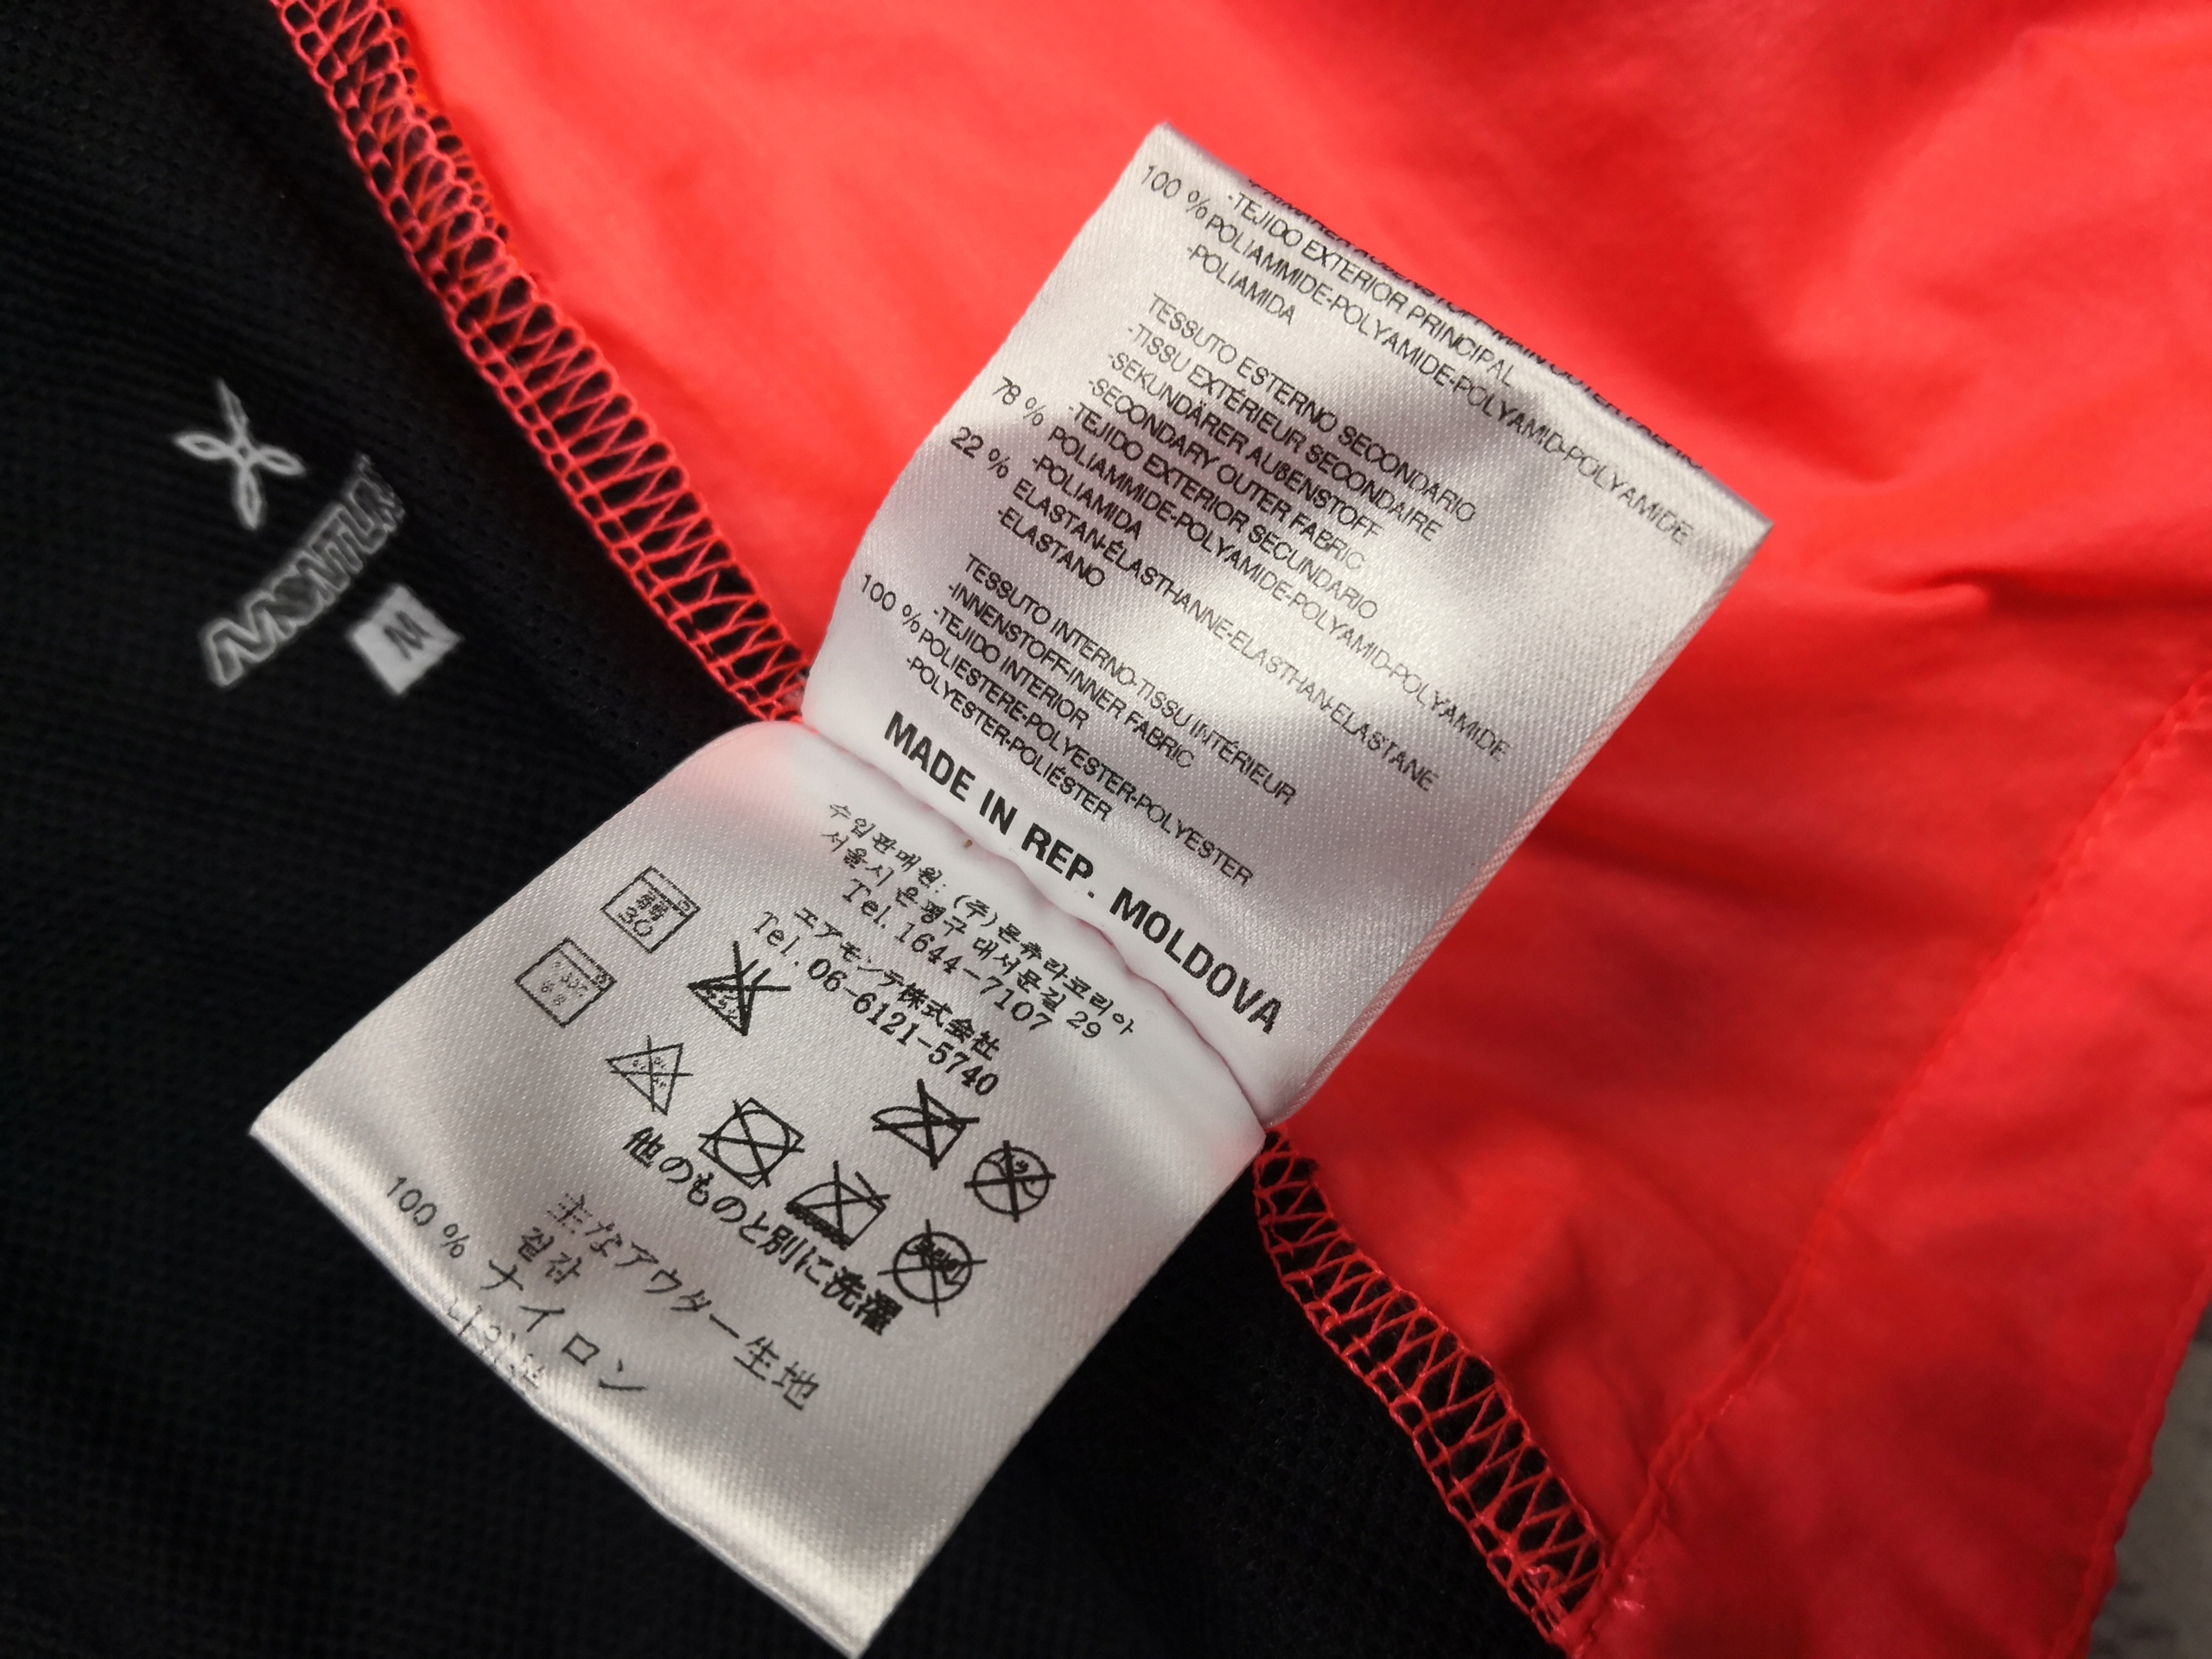 MONTURA
M
-TEJIDO EXTERIOR PRINCIPAL
100 % POLIAMMIDE-POLYAMIDE-POLYAMID-POLYAMIDE
-POLIAMIDA
TESSUTO ESTERNO SECONDARIO
-TISSU EXTÉRIEUR SECONDAIRE
-SEKUNDÄRER AUßENSTOFF
-SECONDARY OUTER FABRIC
-TEJIDO EXTERIOR SECUNDARIO
78 % POLIAMMIDE-POLYAMIDE-POLYAMID-POLYAMIDE
-POLIAMIDA
22 % ELASTAN-ÉLASTHANNE-ELASTHAN-ELASTANE
-ELASTANO
TESSUTO INTERNO-TISSU INTÉRIEUR
-INNENSTOFF-INNER FABRIC
-TEJIDO INTERIOR
100 % POLIESTERE-POLYESTER-POLYESTER
-POLYESTER-POLIÉSTER
MADE IN REP. MOLDOVA
수입판매원: (주)몬츄라코리아
서울시 은평구 대서문길 29
Tel. 1644-7107
エアモンテ株式会社
Tel. 06-6121-5740
30
他のものと別に洗濯
主なアウター生地
겉감
100 % ナイロン